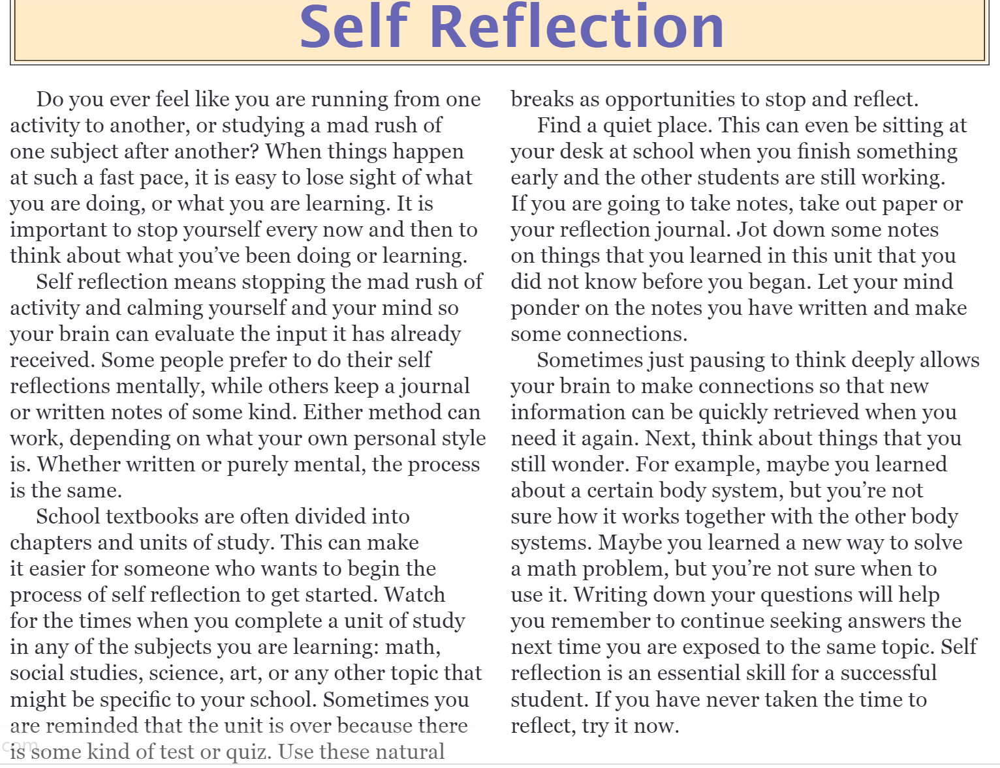 Self Reflection
Do you ever feel like you are running from one
activity to another, or studying a mad rush of
one subject after another? When things happen
at such a fast pace, it is easy to lose sight of what
you are doing, or what you are learning. It is
important to stop yourself every now and then to
think about what you’ve been doing or learning.
Self reflection means stopping the mad rush of
activity and calming yourself and your mind so
your brain can evaluate the input it has already
received. Some people prefer to do their self
reflections mentally, while others keep a journal
or written notes of some kind. Either method can
work, depending on what your own personal style
is. Whether written or purely mental, the process
is the same.
School textbooks are often divided into
chapters and units of study. This can make
it easier for someone who wants to begin the
process of self reflection to get started. Watch
for the times when you complete a unit of study
in any of the subjects you are learning: math,
social studies, science, art, or any other topic that
might be specific to your school. Sometimes you
are reminded that the unit is over because there
is some kind of test or quiz. Use these natural
breaks as opportunities to stop and reflect.
Find a quiet place. This can even be sitting at
your desk at school when you finish something
early and the other students are still working.
If you are going to take notes, take out paper or
your reflection journal. Jot down some notes
on things that you learned in this unit that you
did not know before you began. Let your mind
ponder on the notes you have written and make
some connections.
Sometimes just pausing to think deeply allows
your brain to make connections so that new
information can be quickly retrieved when you
need it again. Next, think about things that you
still wonder. For example, maybe you learned
about a certain body system, but you’re not
sure how it works together with the other body
systems. Maybe you learned a new way to solve
a math problem, but you’re not sure when to
use it. Writing down your questions will help
you remember to continue seeking answers the
next time you are exposed to the same topic. Self
reflection is an essential skill for a successful
student. If you have never taken the time to
reflect, try it now.
com